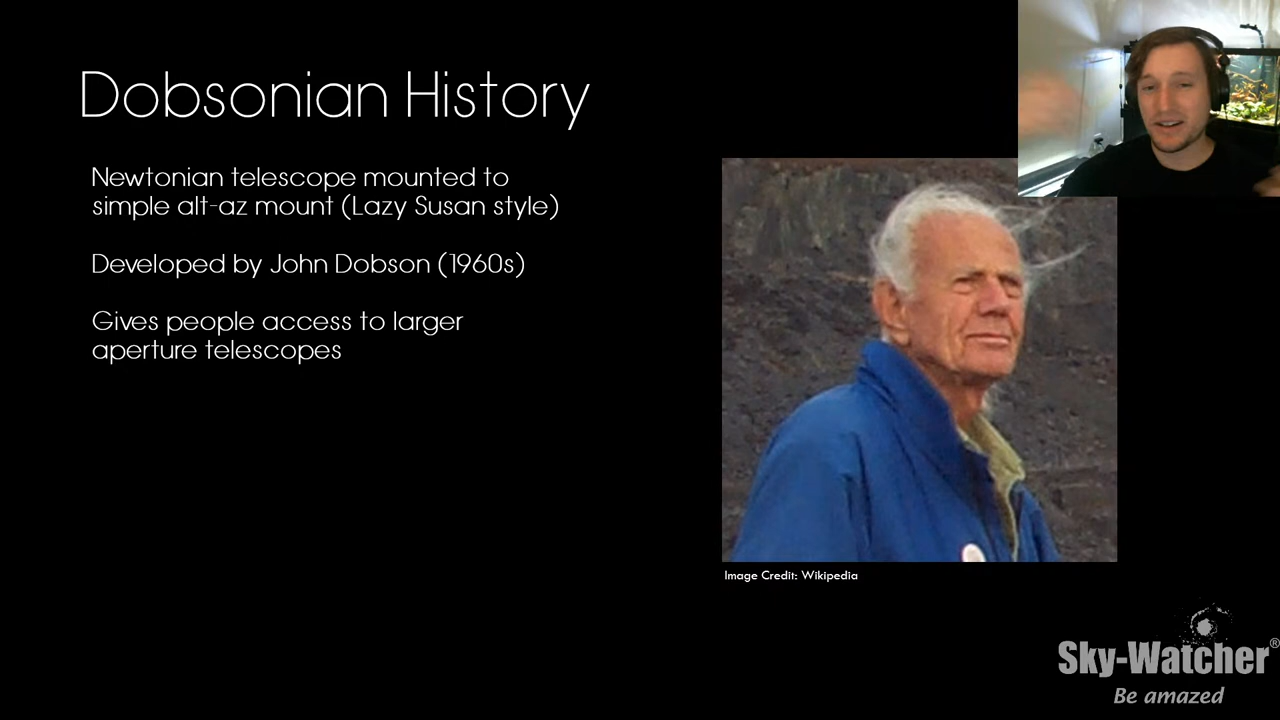 Dobsonian History
Newtonian telescope mounted to
simple alt-az mount (Lazy Susan style)
Developed by John Dobson (1960s)
Gives people access to larger
aperture telescopes
Image Credit: Wikipedia
Sky-Watcher®
Be amazed